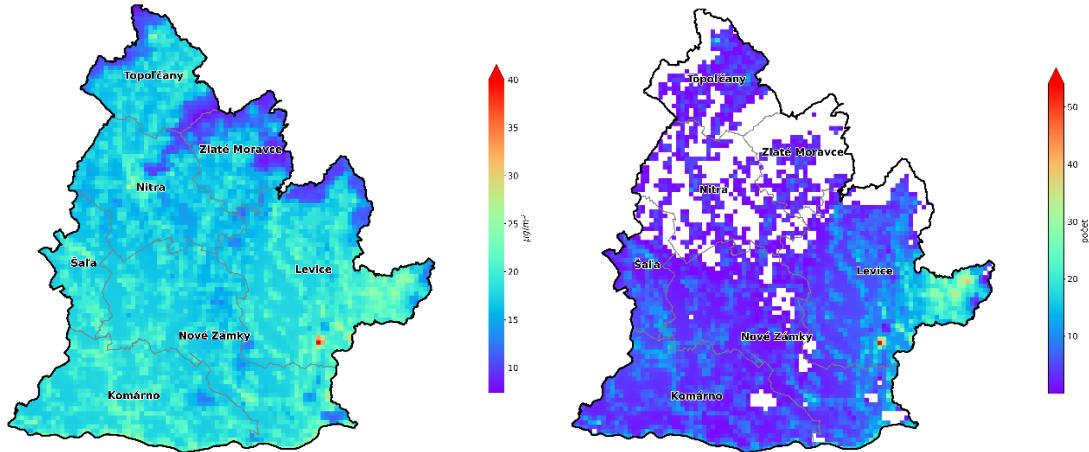 Topoľčany
Zlaté Moravce
Nitra
Šaľa
Levice
Nové Zámky
Komárno
40
35
30
25
20
15
10
µg/m³
Topoľčany
Zlaté Moravce
Nitra
Šaľa
Levice
Nové Zámky
Komárno
50
40
30
20
10
počet